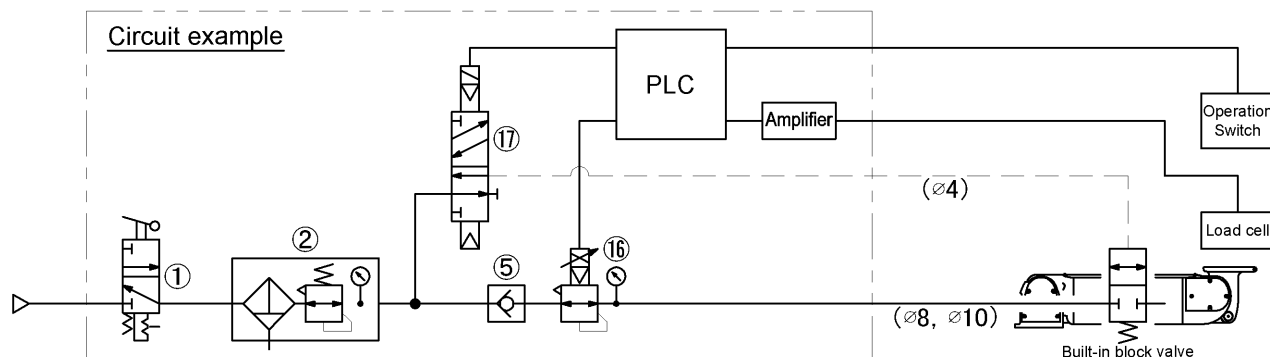 Circuit example
PLC
Amplifier
Operation
Switch
Load cell
⑰
(⌀4)
②
⑯
①
⑤
(⌀8, ⌀10)
Built-in block valve